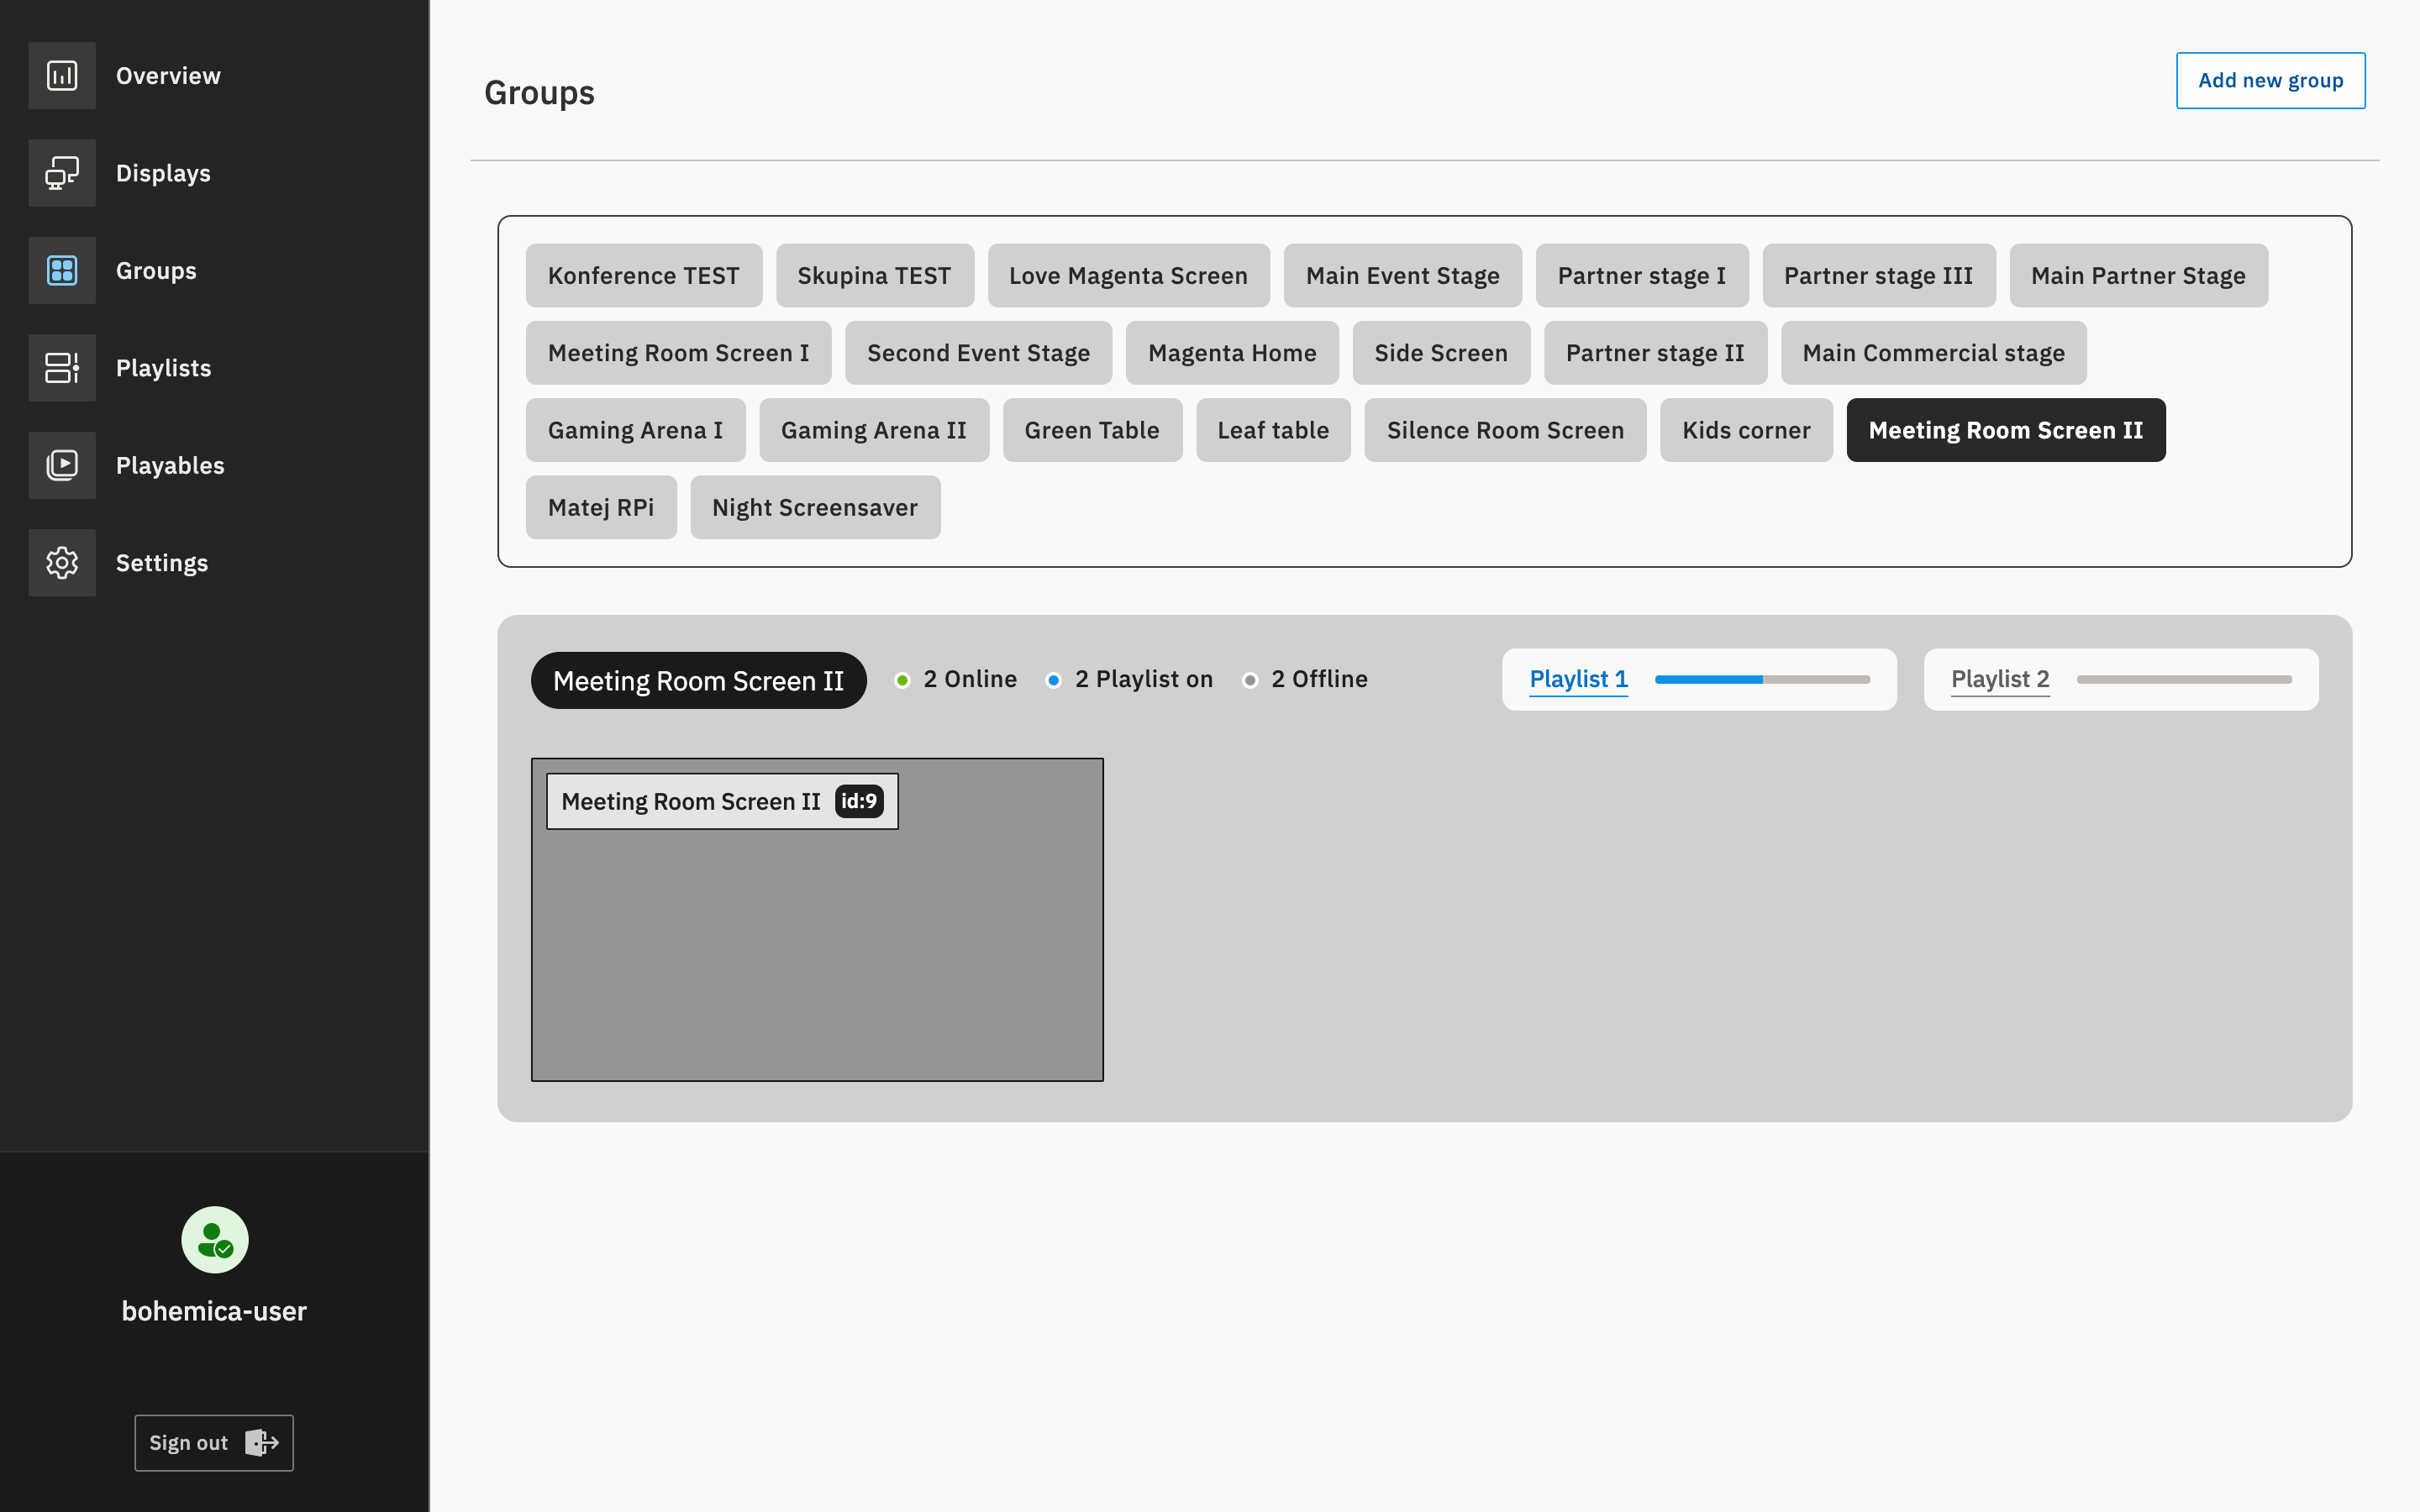 Overview
Displays
Groups
Playlists
Playables
Settings
bohemica-user
Sign out
Groups
Add new group
Konference TEST Skupina TEST Love Magenta Screen Main Event Stage Partner stage I Partner stage III Main Partner Stage
Meeting Room Screen I Second Event Stage Magenta Home Side Screen Partner stage II Main Commercial stage
Gaming Arena I Gaming Arena II Green Table Leaf table Silence Room Screen Kids corner Meeting Room Screen II
Matej RPi Night Screensaver
Meeting Room Screen II 2 Online 2 Playlist on 2 Offline Playlist 1 Playlist 2
Meeting Room Screen II id:9